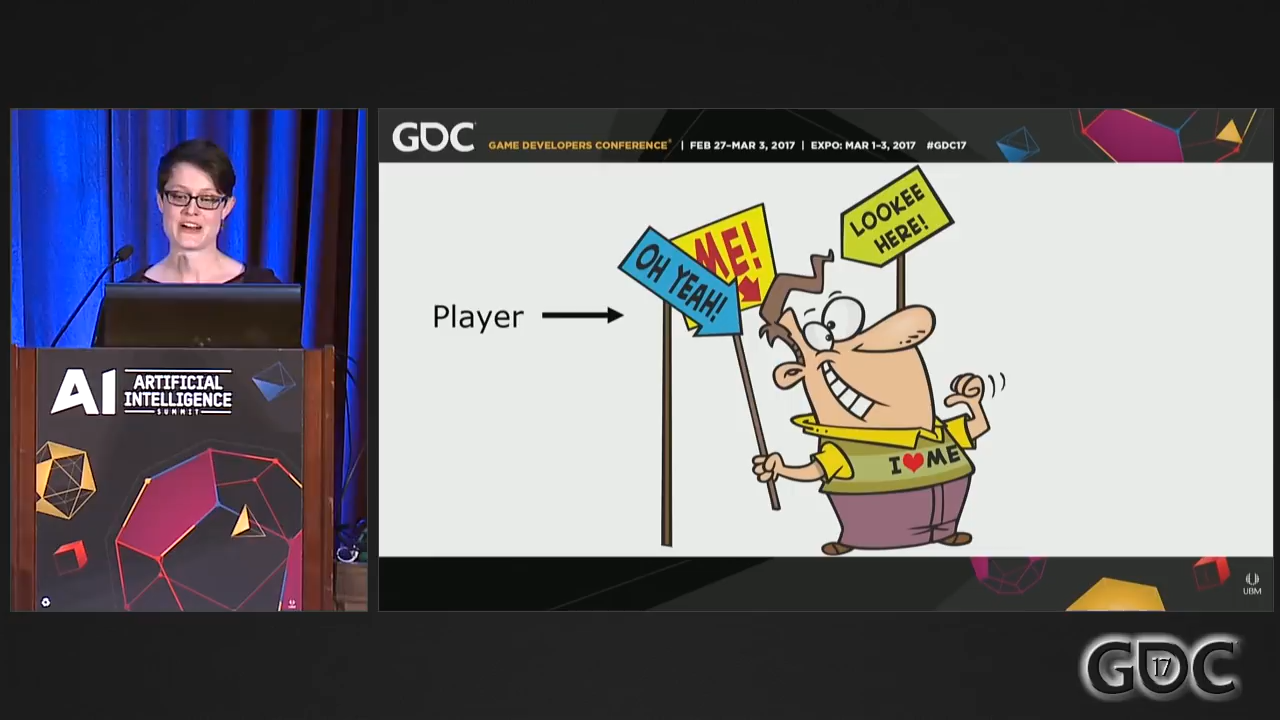 GDC
GAME DEVELOPERS CONFERENCE® | FEB 27–MAR 3, 2017 | EXPO: MAR 1–3, 2017 #GDC17
LOOKEE
HERE!
ME!
OH YEAH!
Player
I ❤ ME
AI ARTIFICIAL
INTELLIGENCE
SUMMIT
UBM
GDC
17